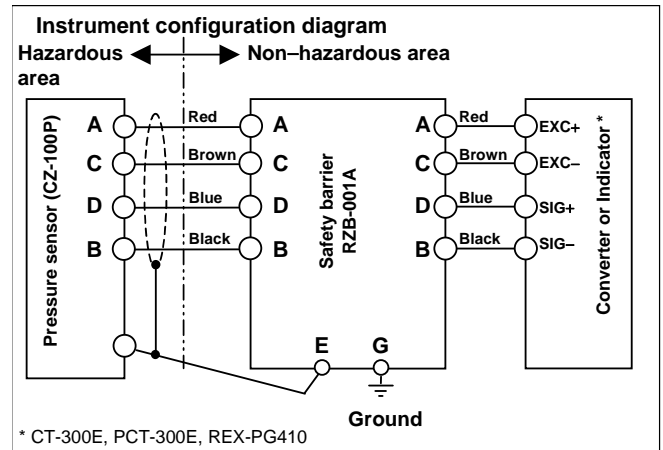 Instrument configuration diagram
Hazardous area
Non–hazardous area
Pressure sensor (CZ-100P)
A
C
D
B
Red
Brown
Blue
Black
A
C
D
B
Safety barrier
RZB-001A
A
C
D
B
E
G
Red
Brown
Blue
Black
EXC+
EXC–
SIG+
SIG–
Converter or Indicator *
Ground
* CT-300E, PCT-300E, REX-PG410